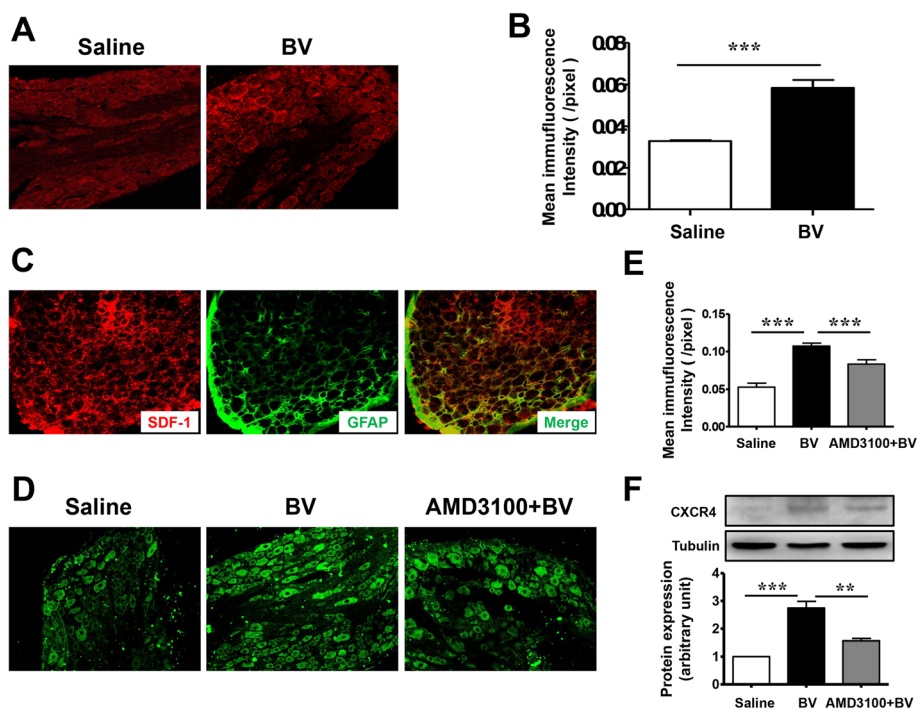 A
Saline
BV
B
Mean immufluorescence
Intensity ( /pixel)
0.08
0.06
0.04
0.02
0.00
***
Saline
BV
C
SDF-1
GFAP
Merge
E
Mean immufluorescence
Intensity ( /pixel)
0.15
0.10
0.05
0.00
***
***
Saline
BV
AMD3100+BV
D
Saline
BV
AMD3100+BV
F
CXCR4
Tubulin
Protein expression
(arbitrary unit)
4
3
2
1
0
***
**
Saline
BV
AMD3100+BV